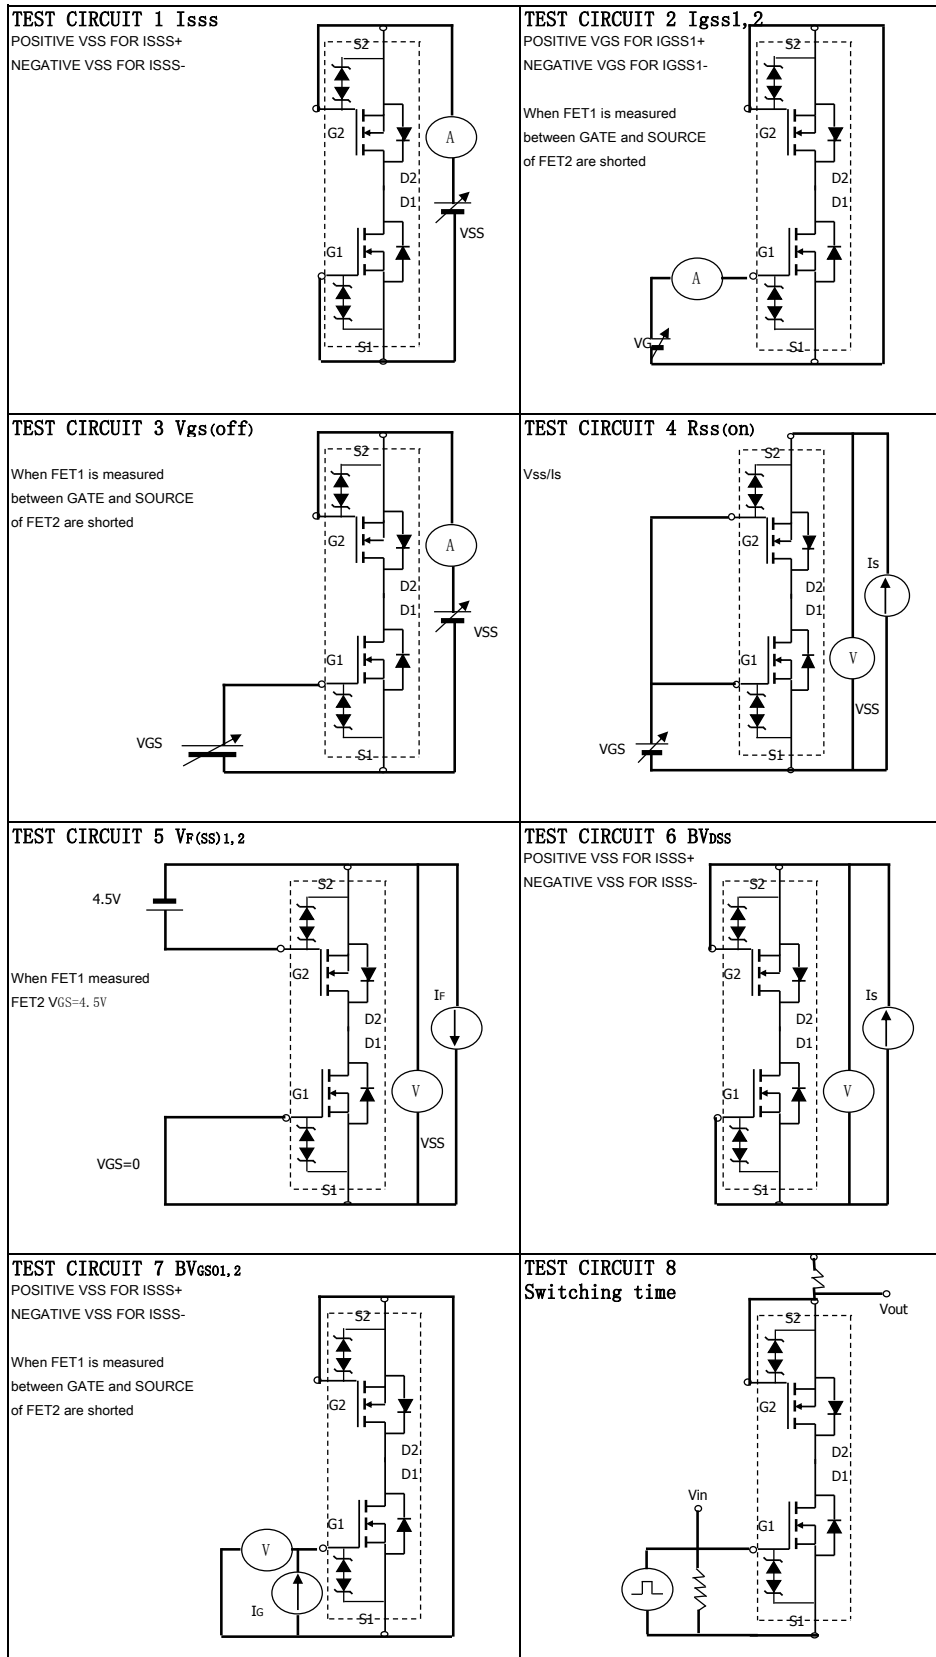 TEST CIRCUIT 1 Isss
POSITIVE VSS FOR ISSS+
NEGATIVE VSS FOR ISSS-
S2
G2
A
D2
D1
VSS
G1
S1
TEST CIRCUIT 2 Igss1,2
POSITIVE VGS FOR IGSS1+
NEGATIVE VGS FOR IGSS1-
When FET1 is measured
between GATE and SOURCE
of FET2 are shorted
S2
G2
D2
D1
G1
A
VG
S1
TEST CIRCUIT 3 Vgs(off)
When FET1 is measured
between GATE and SOURCE
of FET2 are shorted
S2
G2
A
D2
D1
VSS
G1
VGS
S1
TEST CIRCUIT 4 Rss(on)
Vss/Is
S2
G2
Is
D2
D1
G1
V
VSS
VGS
S1
TEST CIRCUIT 5 VF(SS)1,2
4.5V
When FET1 measured
FET2 VGS=4.5V
S2
G2
IF
D2
D1
G1
V
VSS
VGS=0
S1
TEST CIRCUIT 6 BVDSS
POSITIVE VSS FOR ISSS+
NEGATIVE VSS FOR ISSS-
S2
G2
Is
D2
D1
G1
V
S1
TEST CIRCUIT 7 BVGSO1,2
POSITIVE VSS FOR ISSS+
NEGATIVE VSS FOR ISSS-
When FET1 is measured
between GATE and SOURCE
of FET2 are shorted
S2
G2
D2
D1
G1
V
IG
S1
TEST CIRCUIT 8
Switching time
Vout
S2
G2
D2
D1
Vin
G1
S1